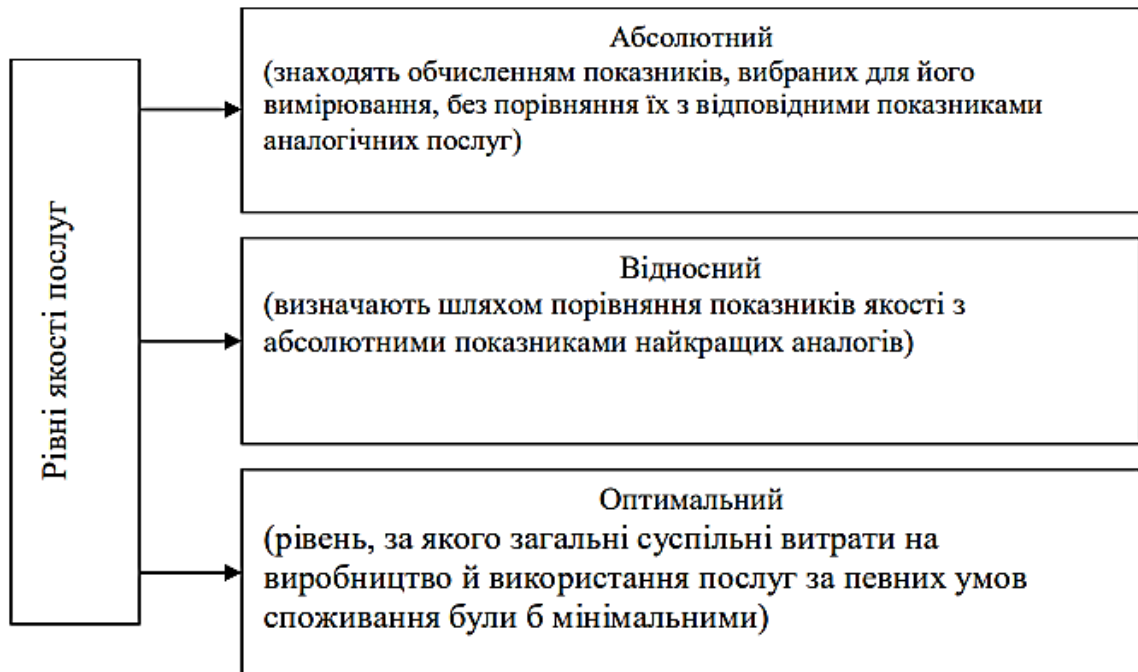 Рівні якості послуг
Абсолютний
(знаходять обчисленням показників, вибраних для його
вимірювання, без порівняння їх з відповідними показниками
аналогічних послуг)
Відносний
(визначають шляхом порівняння показників якості з
абсолютними показниками найкращих аналогів)
Оптимальний
(рівень, за якого загальні суспільні витрати на
виробництво й використання послуг за певних умов
споживання були б мінімальними)